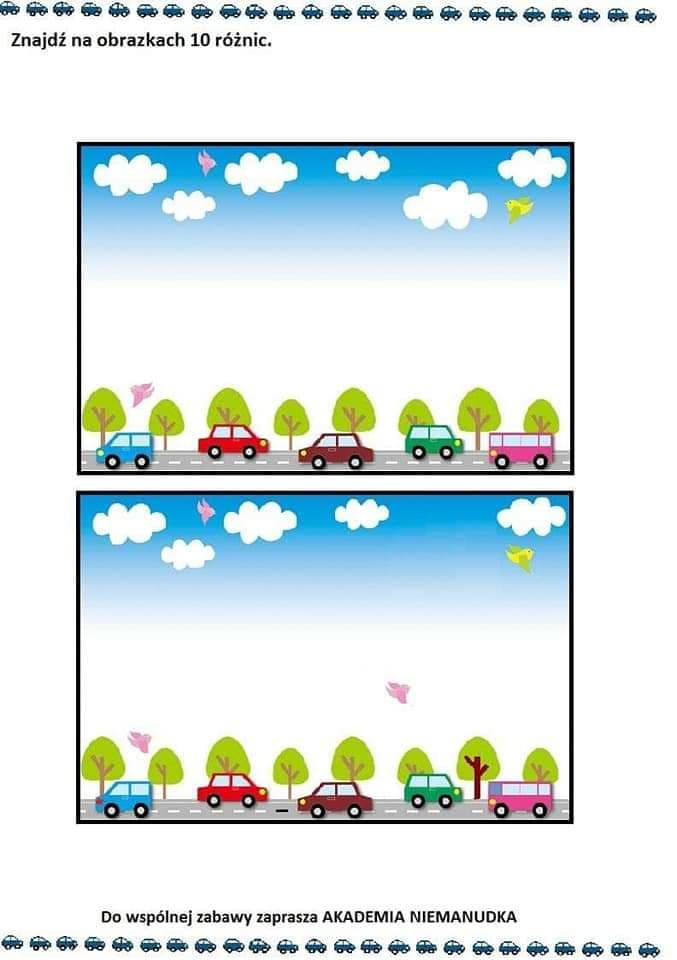 Znajdź na obrazkach 10 różnic.
Do wspólnej zabawy zaprasza AKADEMIA NIEMANUDKA